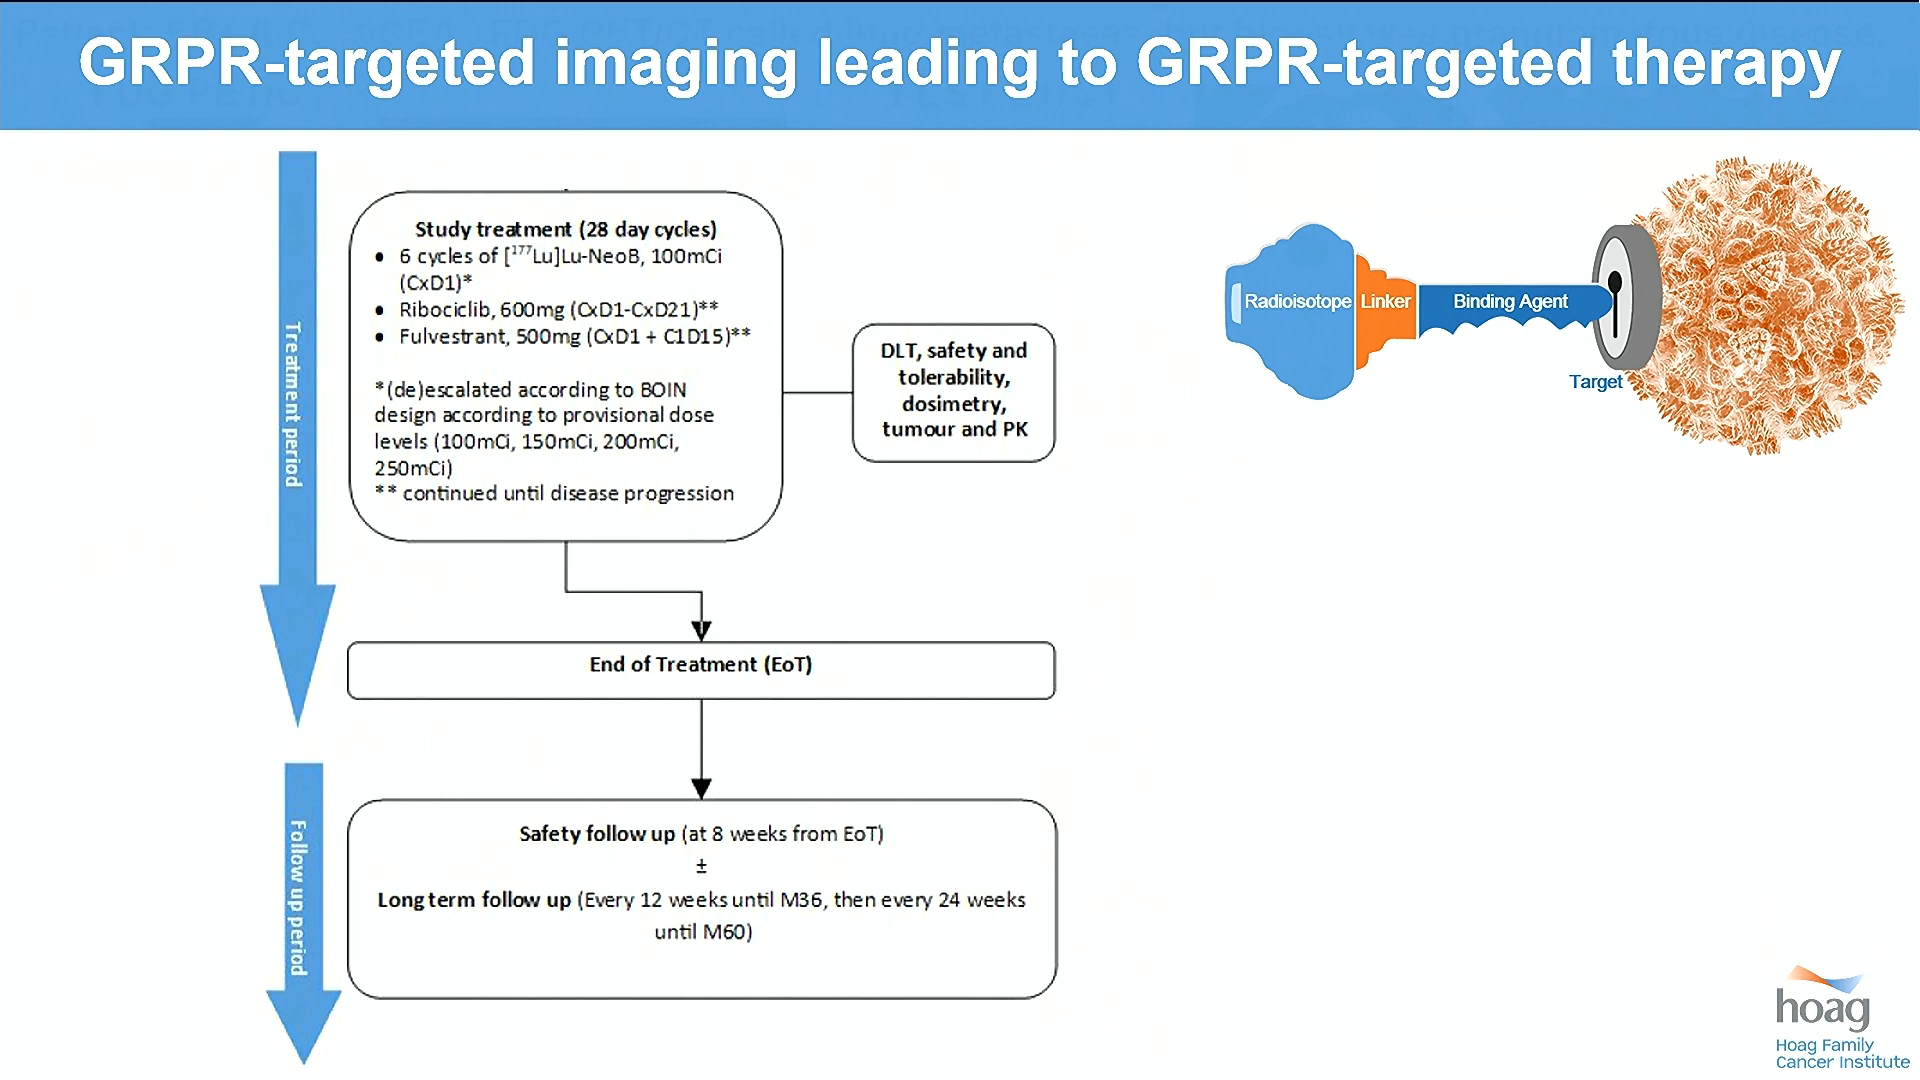 GRPR-targeted imaging leading to GRPR-targeted therapy
Treatment period
Study treatment (28 day cycles)
• 6 cycles of [¹⁷⁷Lu]Lu-NeoB, 100mCi
(CxD1)*
• Ribociclib, 600mg (CxD1-CxD21)**
• Fulvestrant, 500mg (CxD1 + C1D15)**
*(de)escalated according to BOIN
design according to provisional dose
levels (100mCi, 150mCi, 200mCi,
250mCi)
** continued until disease progression
DLT, safety and
tolerability,
dosimetry,
tumour and PK
End of Treatment (EoT)
Follow up period
Safety follow up (at 8 weeks from EoT)
±
Long term follow up (Every 12 weeks until M36, then every 24 weeks
until M60)
Radioisotope Linker Binding Agent
Target
hoag
Hoag Family
Cancer Institute